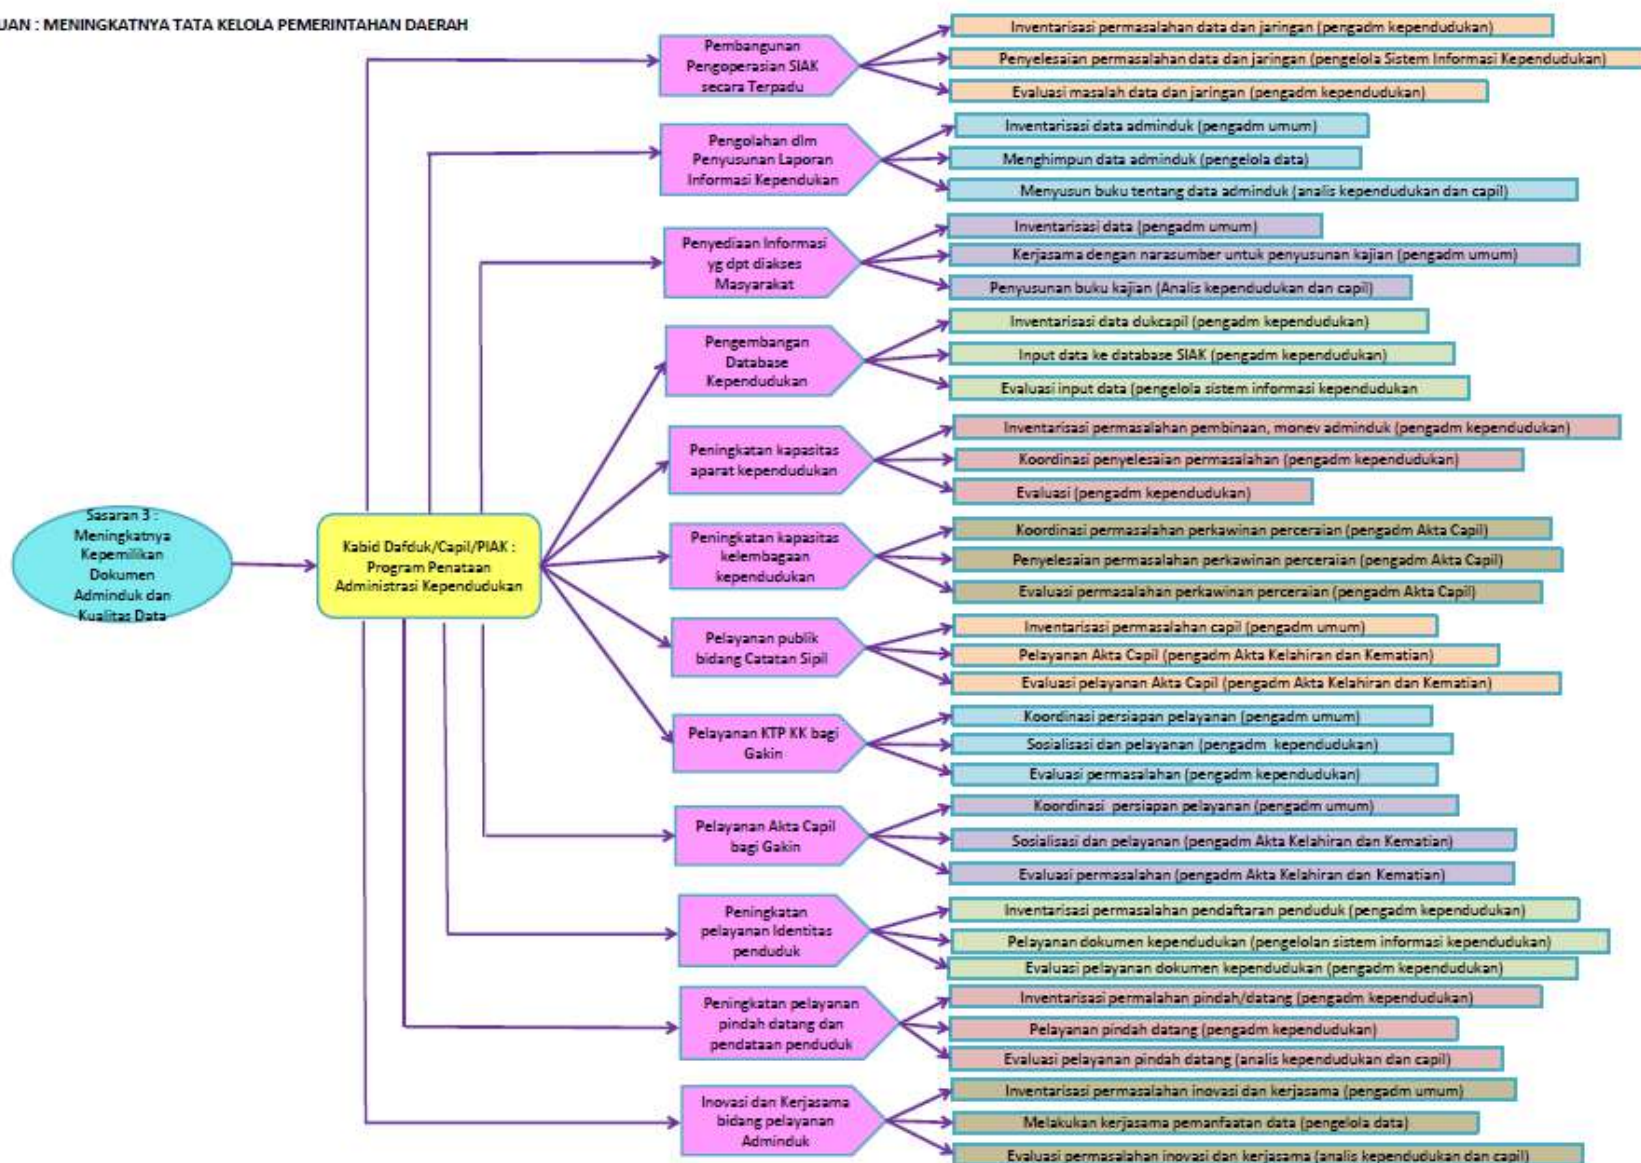 UAN : MENINGKATNYA TATA KELOLA PEMERINTAHAN DAERAH
Sasaran 3 :
Meningkatnya
Kepemilikan
Dokumen
Adminduk dan
Kualitas Data
Kabid Dafduk/Capil/PIAK :
Program Penataan
Administrasi Kependudukan
Pembangunan
Pengoperasian SIAK
secara Terpadu
Inventarisasi permasalahan data dan jaringan (pengadm kependudukan)
Penyelesaian permasalahan data dan jaringan (pengelola Sistem Informasi Kependudukan)
Evaluasi masalah data dan jaringan (pengadm kependudukan)
Pengolahan dlm
Penyusunan Laporan
Informasi Kependukan
Inventarisasi data adminduk (pengadm umum)
Menghimpun data adminduk (pengelola data)
Menyusun buku tentang data adminduk (analis kependudukan dan capil)
Penyediaan Informasi
yg dpt diakses
Masyarakat
Inventarisasi data (pengadm umum)
Kerjasama dengan narasumber untuk penyusunan kajian (pengadm umum)
Penyusunan buku kajian (Analis kependudukan dan capil)
Pengembangan
Database
Kependudukan
Inventarisasi data dukcapil (pengadm kependudukan)
Input data ke database SIAK (pengadm kependudukan)
Evaluasi input data (pengelola sistem informasi kependudukan
Peningkatan kapasitas
aparat kependudukan
Inventarisasi permasalahan pembinaan, monev adminduk (pengadm kependudukan)
Koordinasi penyelesaian permasalahan (pengadm kependudukan)
Evaluasi (pengadm kependudukan)
Peningkatan kapasitas
kelembagaan
kependudukan
Koordinasi permasalahan perkawinan perceraian (pengadm Akta Capil)
Penyelesaian permasalahan perkawinan perceraian (pengadm Akta Capil)
Evaluasi permasalahan perkawinan perceraian (pengadm Akta Capil)
Pelayanan publik
bidang Catatan Sipil
Inventarisasi permasalahan capil (pengadm umum)
Pelayanan Akta Capil (pengadm Akta Kelahiran dan Kematian)
Evaluasi pelayanan Akta Capil (pengadm Akta Kelahiran dan Kematian)
Pelayanan KTP KK bagi
Gakin
Koordinasi persiapan pelayanan (pengadm umum)
Sosialisasi dan pelayanan (pengadm kependudukan)
Evaluasi permasalahan (pengadm kependudukan)
Pelayanan Akta Capil
bagi Gakin
Koordinasi persiapan pelayanan (pengadm umum)
Sosialisasi dan pelayanan (pengadm Akta Kelahiran dan Kematian)
Evaluasi permasalahan (pengadm Akta Kelahiran dan Kematian)
Peningkatan
pelayanan Identitas
penduduk
Inventarisasi permasalahan pendaftaran penduduk (pengadm kependudukan)
Pelayanan dokumen kependudukan (pengelolan sistem informasi kependudukan)
Evaluasi pelayanan dokumen kependudukan (pengadm kependudukan)
Peningkatan pelayanan
pindah datang dan
pendataan penduduk
Inventarisasi permalahan pindah/datang (pengadm kependudukan)
Pelayanan pindah datang (pengadm kependudukan)
Evaluasi pelayanan pindah datang (analis kependudukan dan capil)
Inovasi dan Kerjasama
bidang pelayanan
Adminduk
Inventarisasi permasalahan inovasi dan kerjasama (pengadm umum)
Melakukan kerjasama pemanfaatan data (pengelola data)
Evaluasi permasalahan inovasi dan kerjasama (analis kependudukan dan capil)